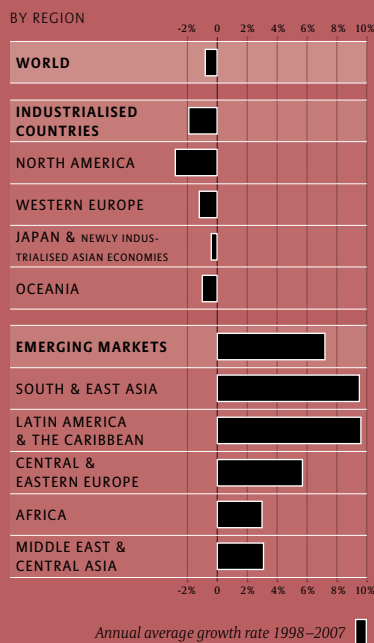 BY REGION
-2% 0 2% 4% 6% 8% 10%
WORLD
INDUSTRIALISED
COUNTRIES
NORTH AMERICA
WESTERN EUROPE
JAPAN & NEWLY INDUS-
TRIALISED ASIAN ECONOMIES
OCEANIA
EMERGING MARKETS
SOUTH & EAST ASIA
LATIN AMERICA
& THE CARIBBEAN
CENTRAL &
EASTERN EUROPE
AFRICA
MIDDLE EAST &
CENTRAL ASIA
-2% 0 2% 4% 6% 8% 10%
Annual average growth rate 1998–2007